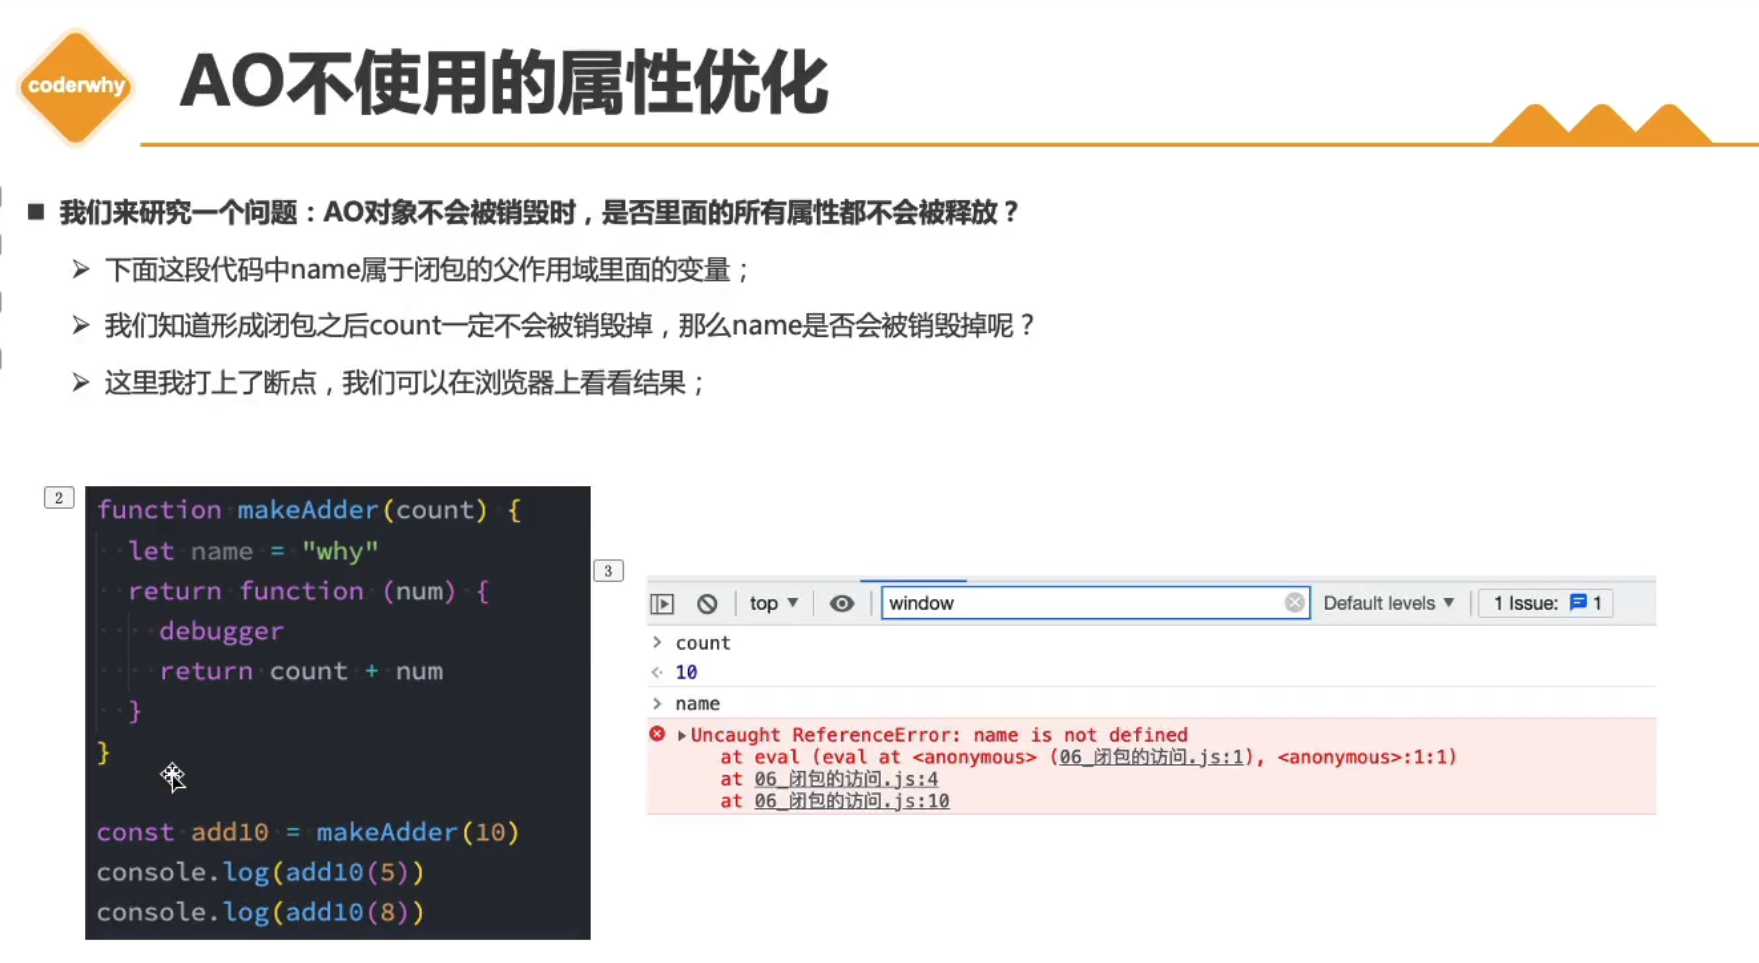 coderwhy
AO不使用的属性优化
■ 我们来研究一个问题：AO对象不会被销毁时，是否里面的所有属性都不会被释放？
➢ 下面这段代码中name属于闭包的父作用域里面的变量；
➢ 我们知道形成闭包之后count一定不会被销毁掉，那么name是否会被销毁掉呢？
➢ 这里我打上了断点，我们可以在浏览器上看看结果；
2
function makeAdder(count) {
let name = "why"
return function (num) {
debugger
return count + num
}
}
const add10 = makeAdder(10)
console.log(add10(5))
console.log(add10(8))
3
top ▼ window Default levels ▼ 1 Issue: 1
> count
10
> name
Uncaught ReferenceError: name is not defined
at eval (eval at <anonymous> (06_闭包的访问.js:1), <anonymous>:1:1)
at 06_闭包的访问.js:4
at 06_闭包的访问.js:10